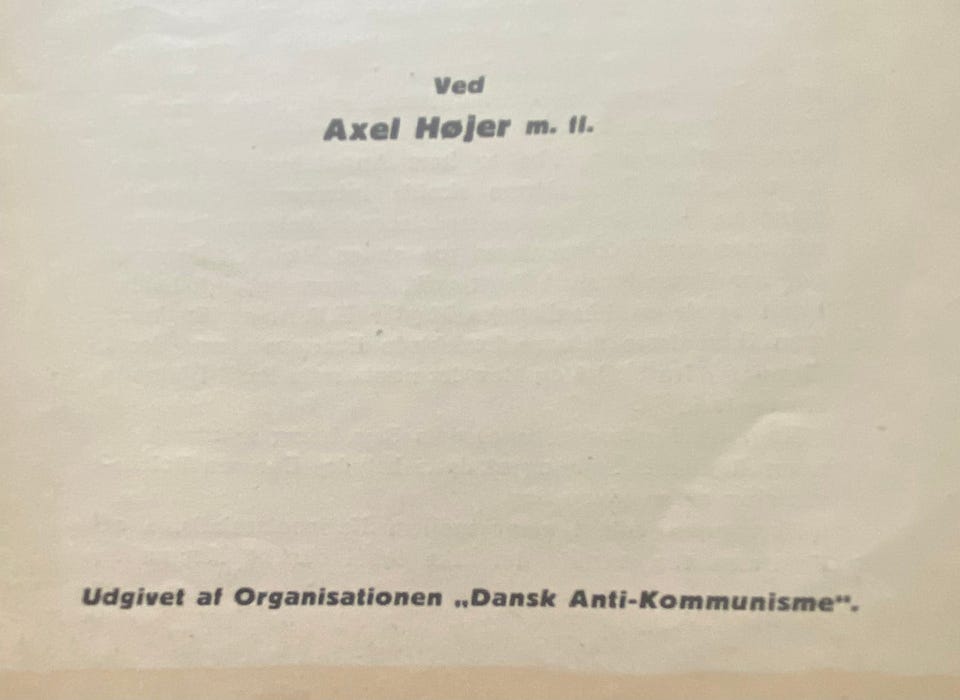 Ved
Axel Højer m. fl.
Udgivet af Organisationen „Dansk Anti-Kommunisme“.